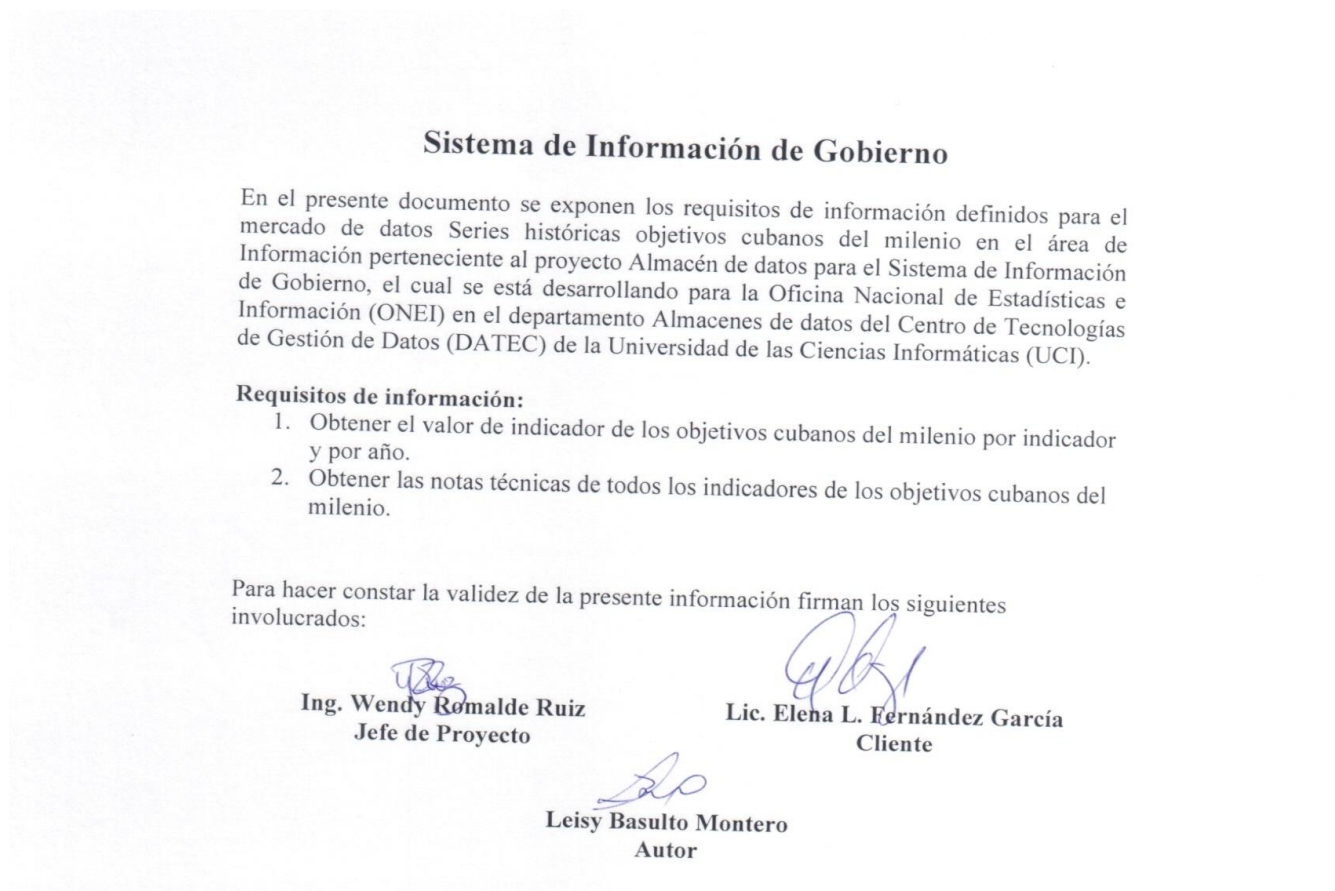 Sistema de Información de Gobierno
En el presente documento se exponen los requisitos de información definidos para el
mercado de datos Series históricas objetivos cubanos del milenio en el área de
Información perteneciente al proyecto Almacén de datos para el Sistema de Información
de Gobierno, el cual se está desarrollando para la Oficina Nacional de Estadísticas e
Información (ONEI) en el departamento Almacenes de datos del Centro de Tecnologías
de Gestión de Datos (DATEC) de la Universidad de las Ciencias Informáticas (UCI).
Requisitos de información:
1. Obtener el valor de indicador de los objetivos cubanos del milenio por indicador
y por año.
2. Obtener las notas técnicas de todos los indicadores de los objetivos cubanos del
milenio.
Para hacer constar la validez de la presente información firman los siguientes
involucrados:
Ing. Wendy Romalde Ruiz
Jefe de Proyecto
Lic. Elena L. Fernández García
Cliente
Leisy Basulto Montero
Autor